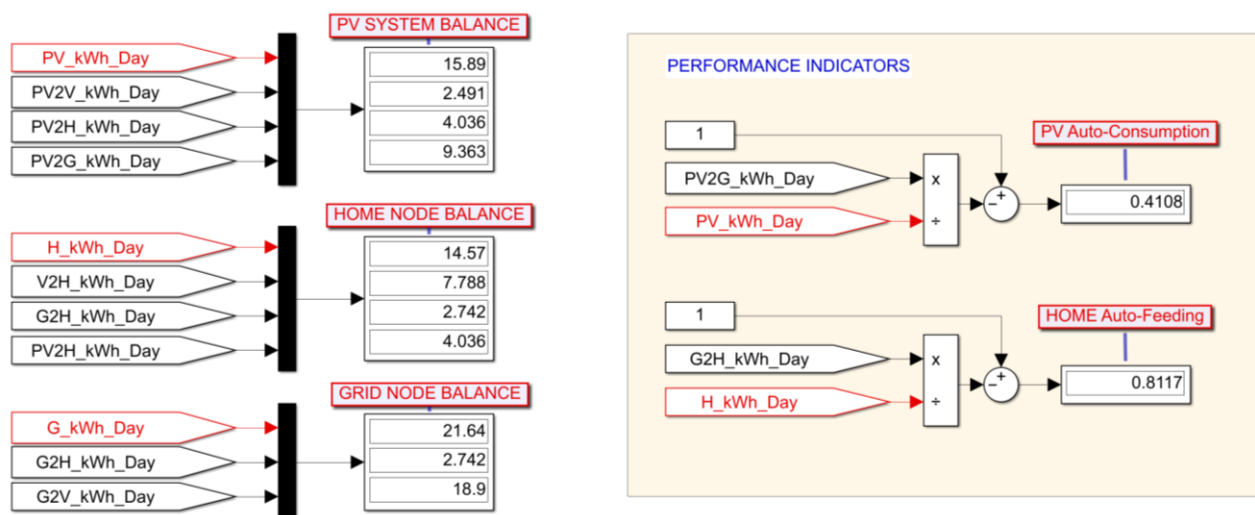 PV SYSTEM BALANCE
PV_kWh_Day
PV2V_kWh_Day
PV2H_kWh_Day
PV2G_kWh_Day
15.89
2.491
4.036
9.363
HOME NODE BALANCE
H_kWh_Day
V2H_kWh_Day
G2H_kWh_Day
PV2H_kWh_Day
14.57
7.788
2.742
4.036
GRID NODE BALANCE
G_kWh_Day
G2H_kWh_Day
G2V_kWh_Day
21.64
2.742
18.9
PERFORMANCE INDICATORS
1
PV2G_kWh_Day
PV_kWh_Day
x
÷
− +
PV Auto-Consumption
0.4108
1
G2H_kWh_Day
H_kWh_Day
x
÷
− +
HOME Auto-Feeding
0.8117